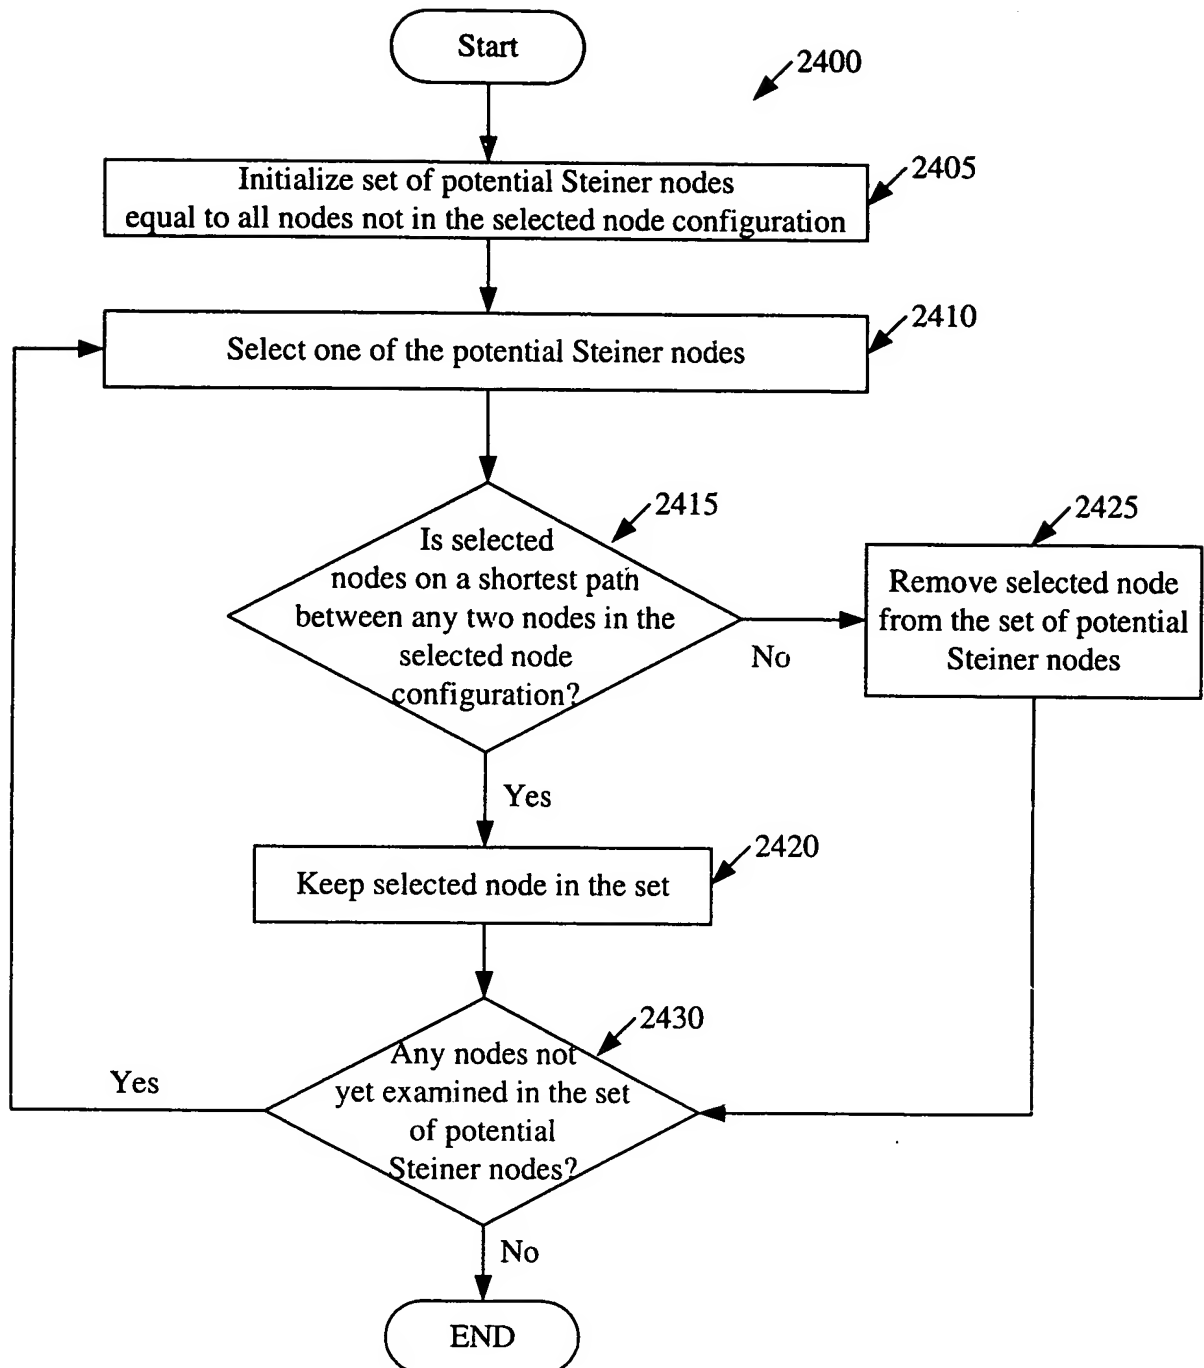 Start
2400
2405
Initialize set of potential Steiner nodes
equal to all nodes not in the selected node configuration
2410
Select one of the potential Steiner nodes
2415
Is selected
nodes on a shortest path
between any two nodes in the
selected node
configuration?
No
2425
Remove selected node
from the set of potential
Steiner nodes
Yes
2420
Keep selected node in the set
2430
Any nodes not
yet examined in the set
of potential
Steiner nodes?
Yes
No
END